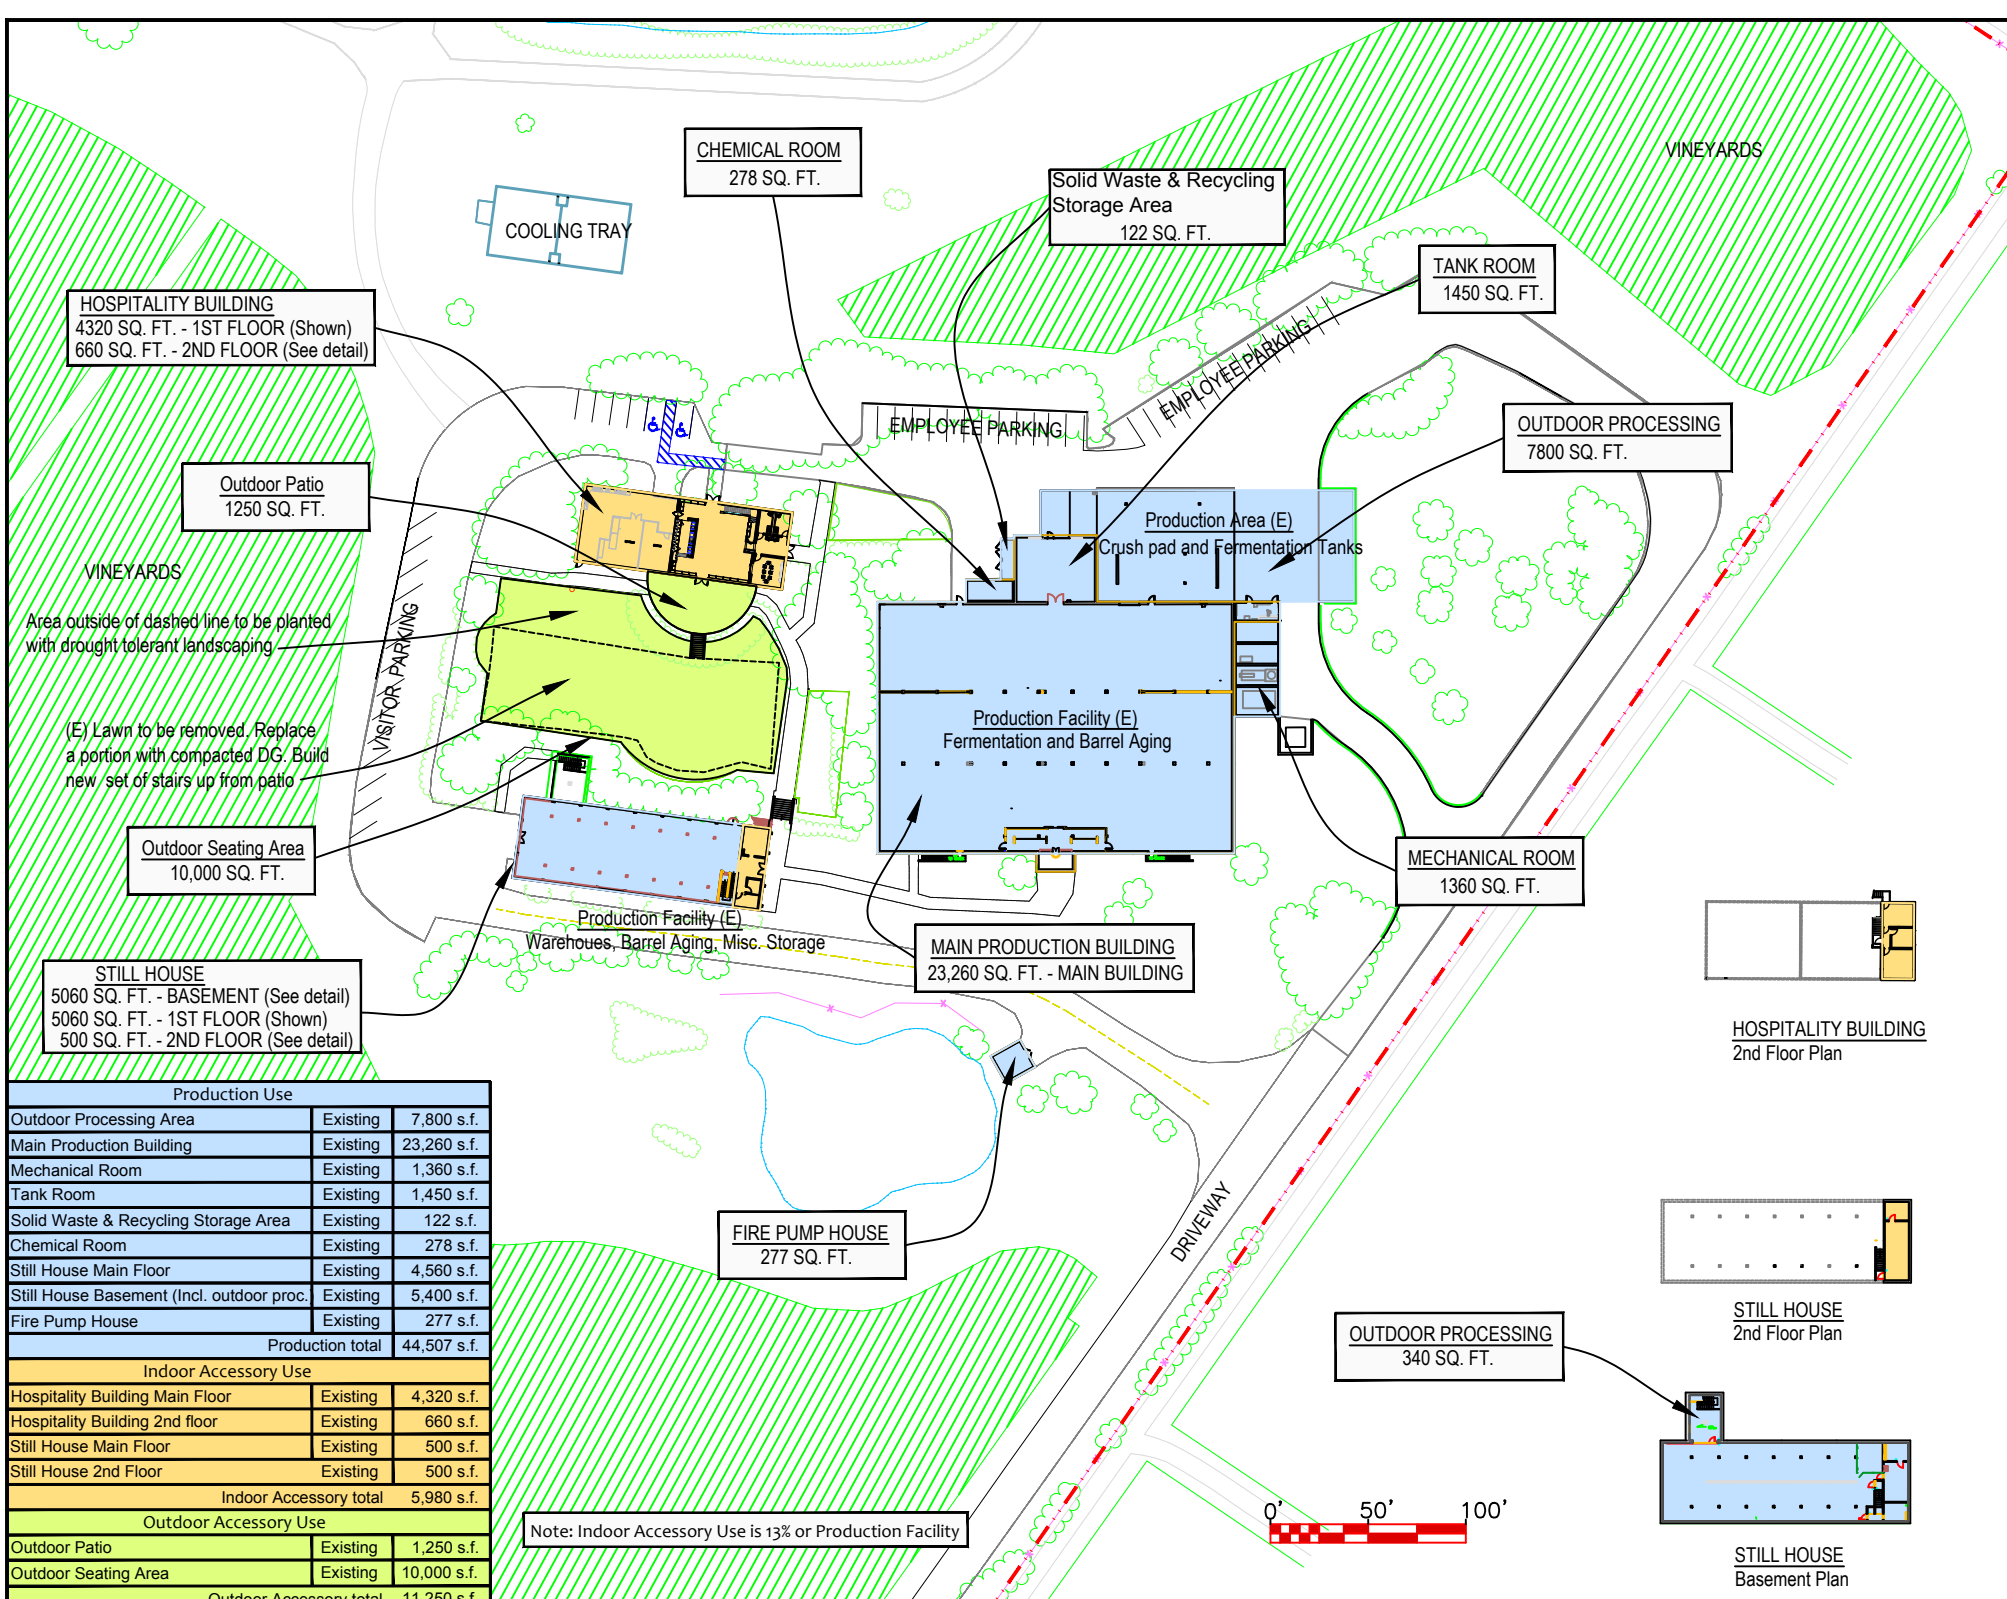 CHEMICAL ROOM
278 SQ. FT.
Solid Waste & Recycling
Storage Area
122 SQ. FT.
VINEYARDS
COOLING TRAY
TANK ROOM
1450 SQ. FT.
HOSPITALITY BUILDING
4320 SQ. FT. - 1ST FLOOR (Shown)
660 SQ. FT. - 2ND FLOOR (See detail)
EMPLOYEE PARKING
EMPLOYEE PARKING
OUTDOOR PROCESSING
7800 SQ. FT.
Outdoor Patio
1250 SQ. FT.
Production Area (E)
Crush pad and Fermentation Tanks
VINEYARDS
Area outside of dashed line to be planted
with drought tolerant landscaping
VISITOR PARKING
(E) Lawn to be removed. Replace
a portion with compacted DG. Build
new set of stairs up from patio
Production Facility (E)
Fermentation and Barrel Aging
Outdoor Seating Area
10,000 SQ. FT.
MECHANICAL ROOM
1360 SQ. FT.
Production Facility (E)
Warehoues, Barrel Aging, Misc. Storage
MAIN PRODUCTION BUILDING
23,260 SQ. FT. - MAIN BUILDING
STILL HOUSE
5060 SQ. FT. - BASEMENT (See detail)
5060 SQ. FT. - 1ST FLOOR (Shown)
500 SQ. FT. - 2ND FLOOR (See detail)
HOSPITALITY BUILDING
2nd Floor Plan
Production Use
Outdoor Processing Area Existing 7,800 s.f.
Main Production Building Existing 23,260 s.f.
Mechanical Room Existing 1,360 s.f.
Tank Room Existing 1,450 s.f.
Solid Waste & Recycling Storage Area Existing 122 s.f.
Chemical Room Existing 278 s.f.
Still House Main Floor Existing 4,560 s.f.
Still House Basement (Incl. outdoor proc. Existing 5,400 s.f.
Fire Pump House Existing 277 s.f.
Production total 44,507 s.f.
Indoor Accessory Use
Hospitality Building Main Floor Existing 4,320 s.f.
Hospitality Building 2nd floor Existing 660 s.f.
Still House Main Floor Existing 500 s.f.
Still House 2nd Floor Existing 500 s.f.
Indoor Accessory total 5,980 s.f.
Outdoor Accessory Use
Outdoor Patio Existing 1,250 s.f.
Outdoor Seating Area Existing 10,000 s.f.
Outdoor Accessory total 11,250 s.f.
FIRE PUMP HOUSE
277 SQ. FT.
DRIVEWAY
STILL HOUSE
2nd Floor Plan
OUTDOOR PROCESSING
340 SQ. FT.
0' 50' 100'
Note: Indoor Accessory Use is 13% or Production Facility
STILL HOUSE
Basement Plan